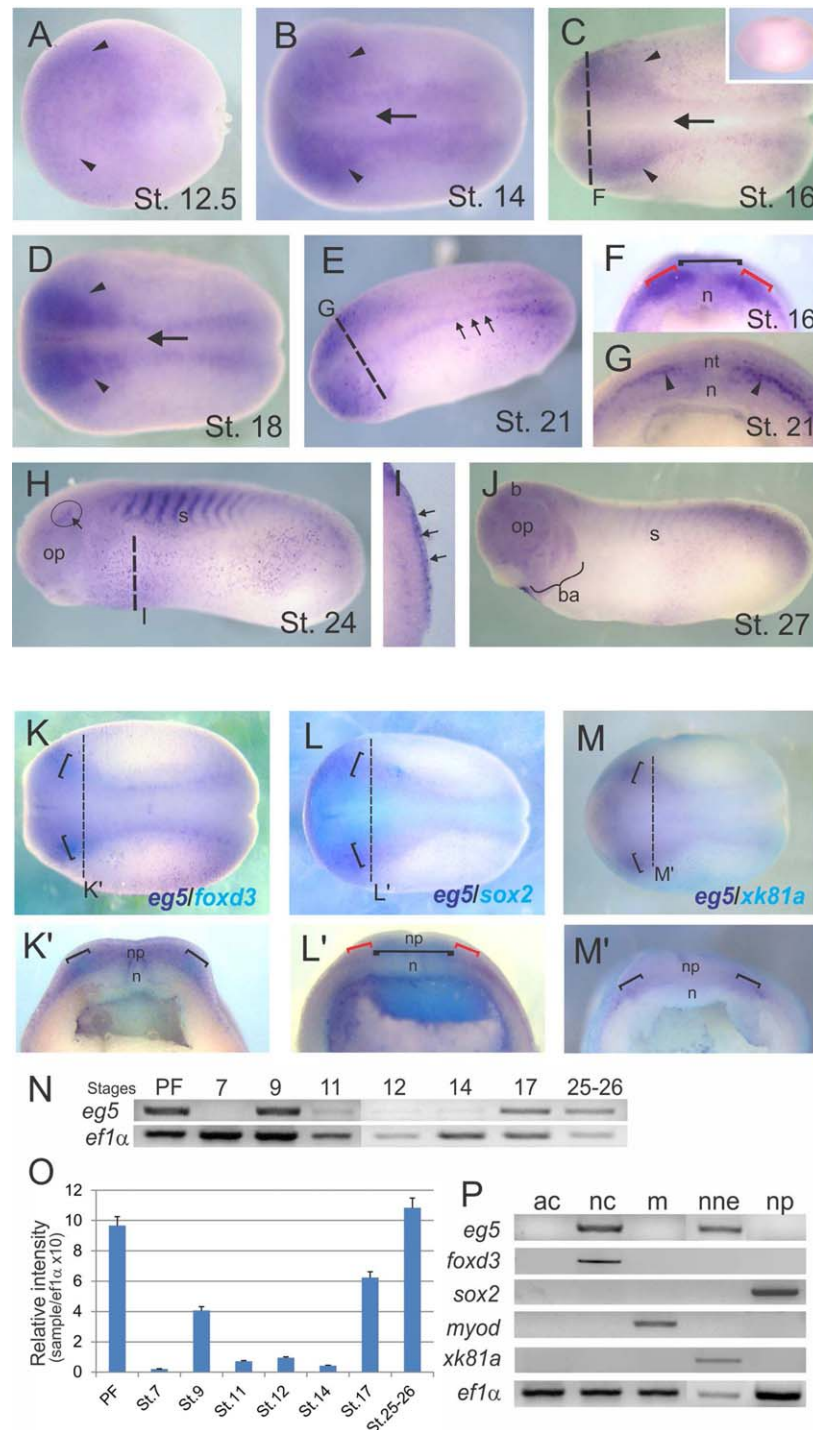 A
St. 12.5
B
St. 14
C
F
St. 16
D
St. 18
E
G
St. 21
F
n
St. 16
G
nt
n
St. 21
H
op
s
I
St. 24
I
J
b
op
s
ba
St. 27
K
K'
eg5/foxd3
L
L'
eg5/sox2
M
M'
eg5/xk81a
K'
np
n
L'
np
n
M'
np
n
N
Stages PF 7 9 11 12 14 17 25-26
eg5
ef1α
O
Relative intensity
(sample/ef1α x10)
12
10
8
6
4
2
0
PF St.7 St.9 St.11 St.12 St.14 St.17 St.25-26
P
ac nc m nne np
eg5
foxd3
sox2
myod
xk81a
ef1α